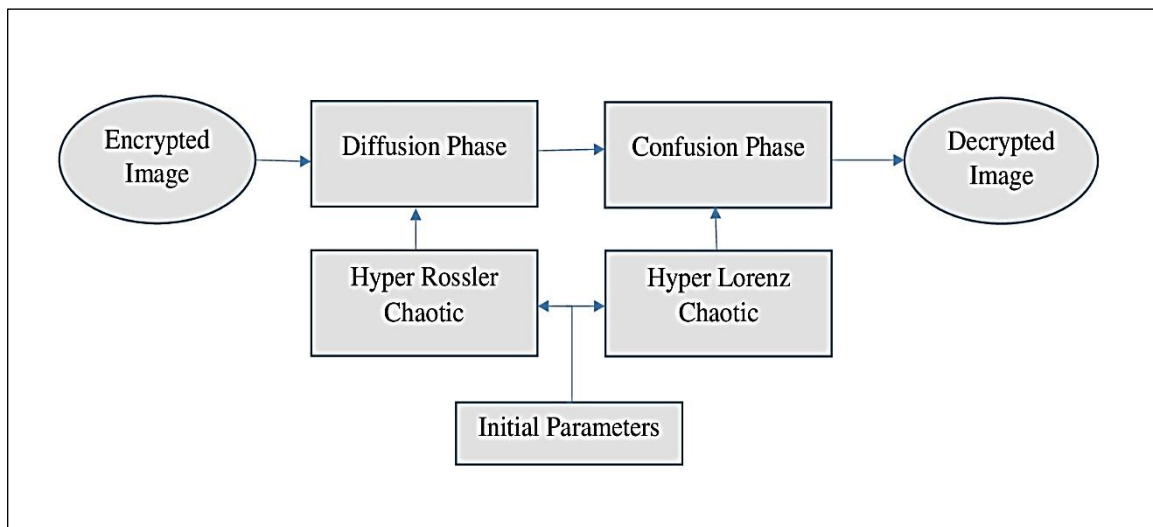 Encrypted
Image
Diffusion Phase
Confusion Phase
Decrypted
Image
Hyper Rossler
Chaotic
Hyper Lorenz
Chaotic
Initial Parameters